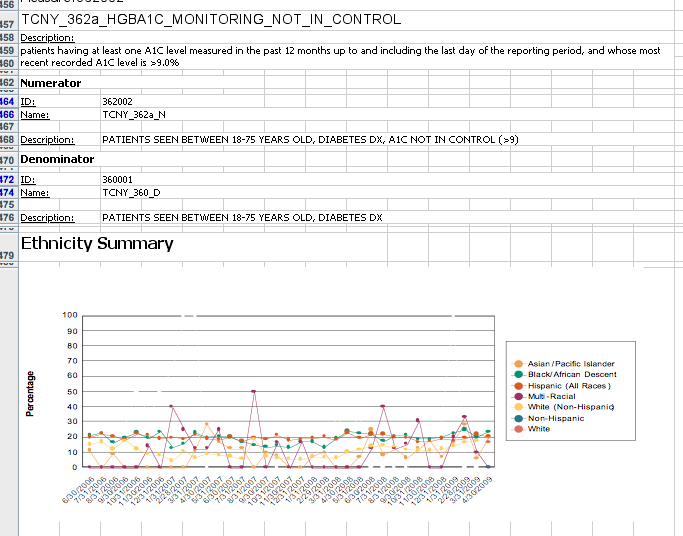 456
457 TCNY_362a_HGBA1C_MONITORING_NOT_IN_CONTROL
458 Description:
459 patients having at least one A1C level measured in the past 12 months up to and including the last day of the reporting period, and whose most
460 recent recorded A1C level is >9.0%
462 Numerator
464 ID: 362002
466 Name: TCNY_362a_N
467
468 Description: PATIENTS SEEN BETWEEN 18-75 YEARS OLD, DIABETES DX, A1C NOT IN CONTROL (>9)
470 Denominator
472 ID: 360001
474 Name: TCNY_360_D
475
476 Description: PATIENTS SEEN BETWEEN 18-75 YEARS OLD, DIABETES DX
479 Ethnicity Summary
Percentage
100
90
80
70
60
50
40
30
20
10
0
6/30/2006
7/31/2006
8/31/2006
9/30/2006
10/31/2006
11/30/2006
12/31/2006
1/31/2007
2/28/2007
3/31/2007
4/30/2007
5/31/2007
6/30/2007
7/31/2007
8/31/2007
9/30/2007
10/31/2007
11/30/2007
12/31/2007
1/31/2008
2/29/2008
3/31/2008
4/30/2008
5/31/2008
6/30/2008
7/31/2008
8/31/2008
9/30/2008
10/31/2008
11/30/2008
12/31/2008
1/31/2009
2/28/2009
3/31/2009
4/30/2009
Asian/Pacific Islander
Black/African Descent
Hispanic (All Races)
Multi-Racial
White (Non-Hispanic)
Non-Hispanic
White